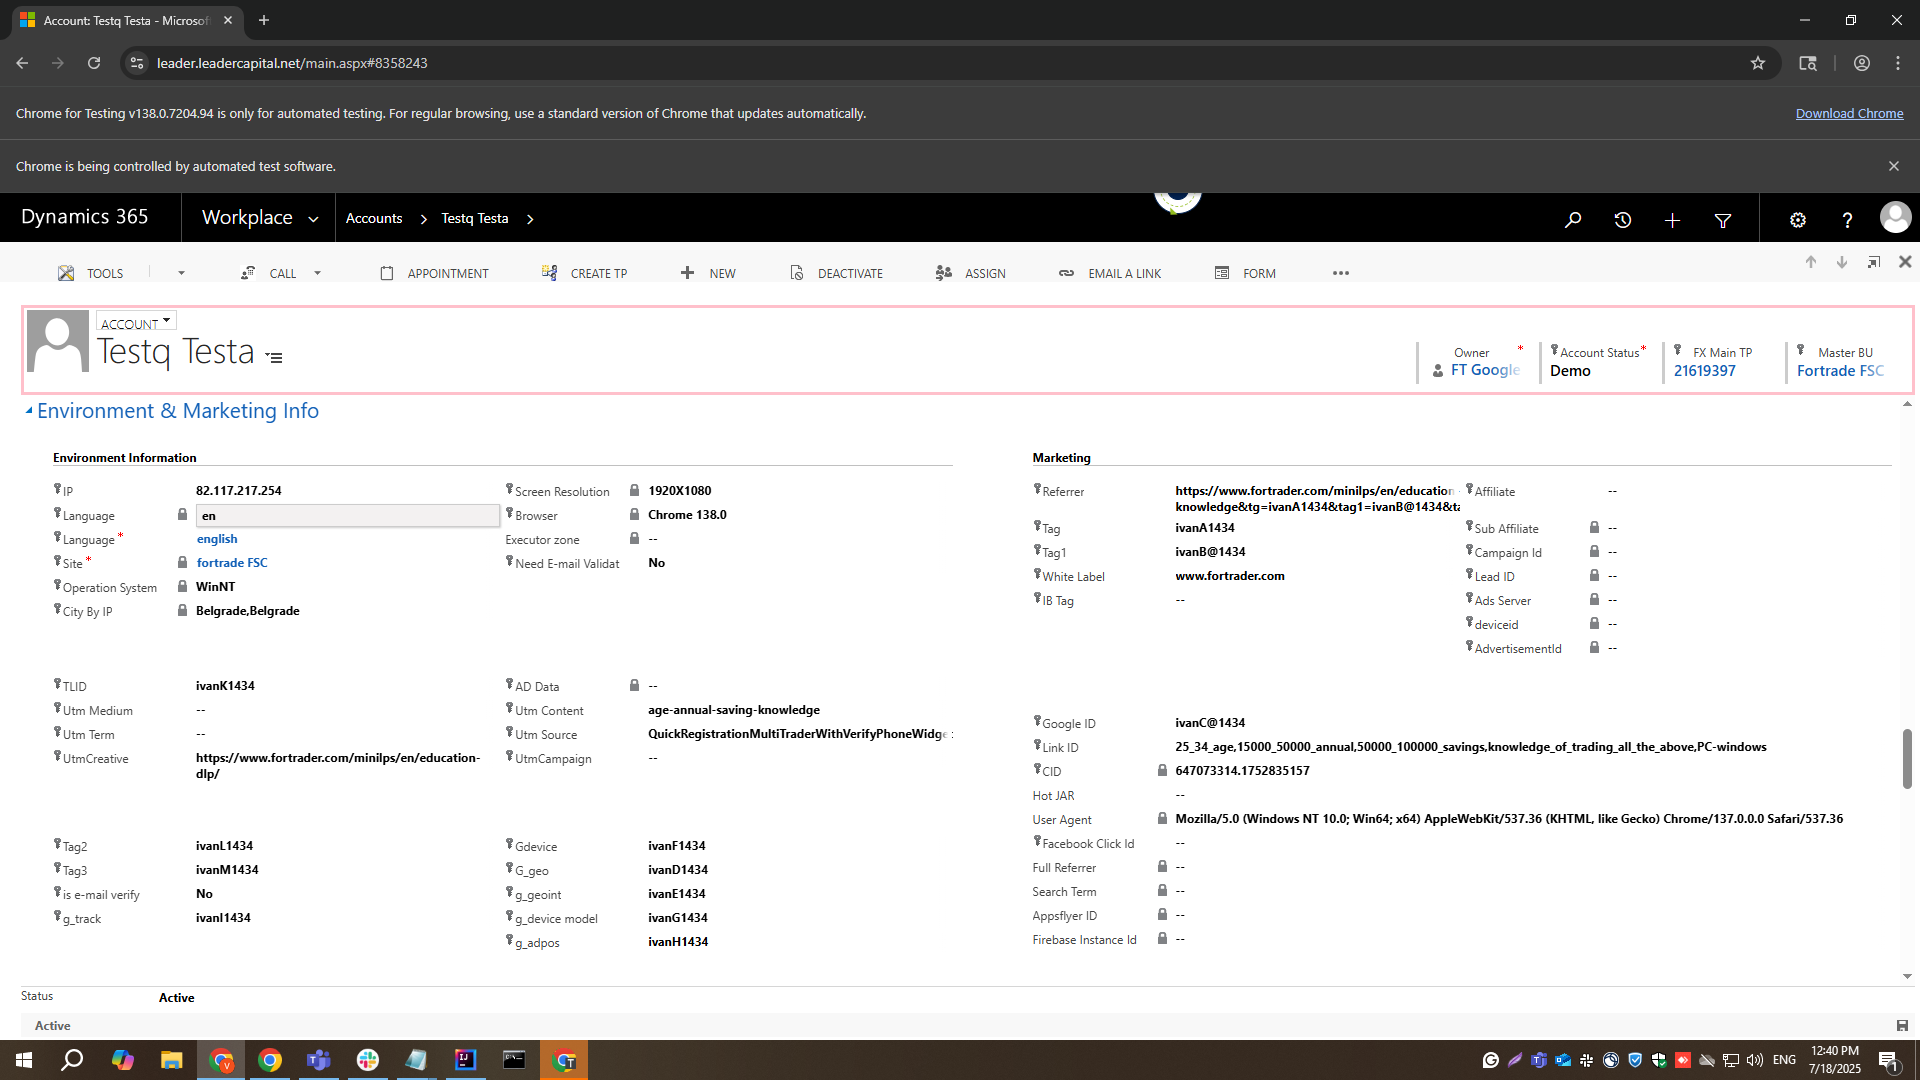 Account: Testq Testa - Microsof
leader.leadercapital.net/main.aspx#8358243
Chrome for Testing v138.0.7204.94 is only for automated testing. For regular browsing, use a standard version of Chrome that updates automatically.
Download Chrome
Chrome is being controlled by automated test software.
Dynamics 365
Workplace
Accounts
Testq Testa
TOOLS
CALL
APPOINTMENT
CREATE TP
NEW
DEACTIVATE
ASSIGN
EMAIL A LINK
FORM
ACCOUNT
Testq Testa
Owner *
FT Google
Account Status *
Demo
FX Main TP
21619397
Master BU
Fortrade FSC
Environment & Marketing Info
Environment Information
IP 82.117.217.254
Language en
Language * english
Site * fortrade FSC
Operation System WinNT
City By IP Belgrade,Belgrade
Screen Resolution 1920X1080
Browser Chrome 138.0
Executor zone --
Need E-mail Validat No
TLID ivanK1434
Utm Medium --
Utm Term --
UtmCreative https://www.fortrader.com/minilps/en/education-
dlp/
AD Data --
Utm Content age-annual-saving-knowledge
Utm Source QuickRegistrationMultiTraderWithVerifyPhoneWidge
UtmCampaign --
Tag2 ivanL1434
Tag3 ivanM1434
is e-mail verify No
g_track ivanI1434
Gdevice ivanF1434
G_geo ivanD1434
g_geoint ivanE1434
g_device model ivanG1434
g_adpos ivanH1434
Marketing
Referrer https://www.fortrader.com/minilps/en/education
knowledge&tg=ivanA1434&tag1=ivanB@1434&ta
Tag ivanA1434
Tag1 ivanB@1434
White Label www.fortrader.com
IB Tag --
Affiliate --
Sub Affiliate --
Campaign Id --
Lead ID --
Ads Server --
deviceid --
AdvertisementId --
Google ID ivanC@1434
Link ID 25_34_age,15000_50000_annual,50000_100000_savings,knowledge_of_trading_all_the_above,PC-windows
CID 647073314.1752835157
Hot JAR --
User Agent Mozilla/5.0 (Windows NT 10.0; Win64; x64) AppleWebKit/537.36 (KHTML, like Gecko) Chrome/137.0.0.0 Safari/537.36
Facebook Click Id --
Full Referrer --
Search Term --
Appsflyer ID --
Firebase Instance Id --
Status Active
Active
ENG
12:40 PM
7/18/2025
1